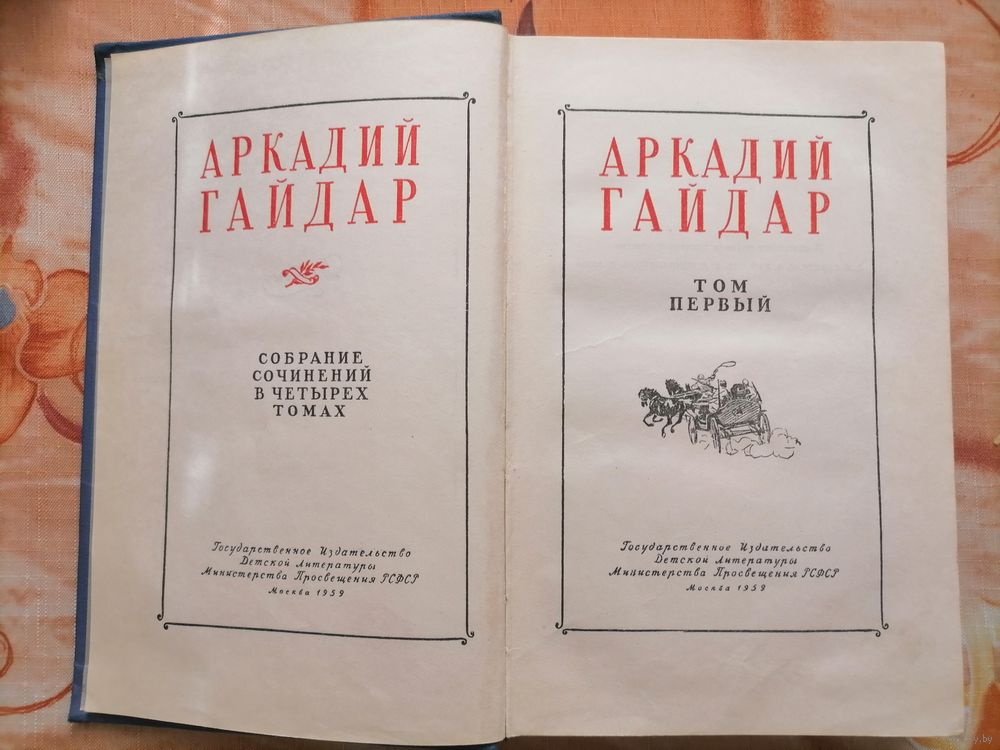 АРКАДИЙ
ГАЙДАР
СОБРАНИЕ
СОЧИНЕНИЙ
В ЧЕТЫРЕХ
ТОМАХ
Государственное Издательство
Детской Литературы
Министерства Просвещения РСФСР
Москва 1959
АРКАДИЙ
ГАЙДАР
ТОМ
ПЕРВЫЙ
Государственное Издательство
Детской Литературы
Министерства Просвещения РСФСР
Москва 1959